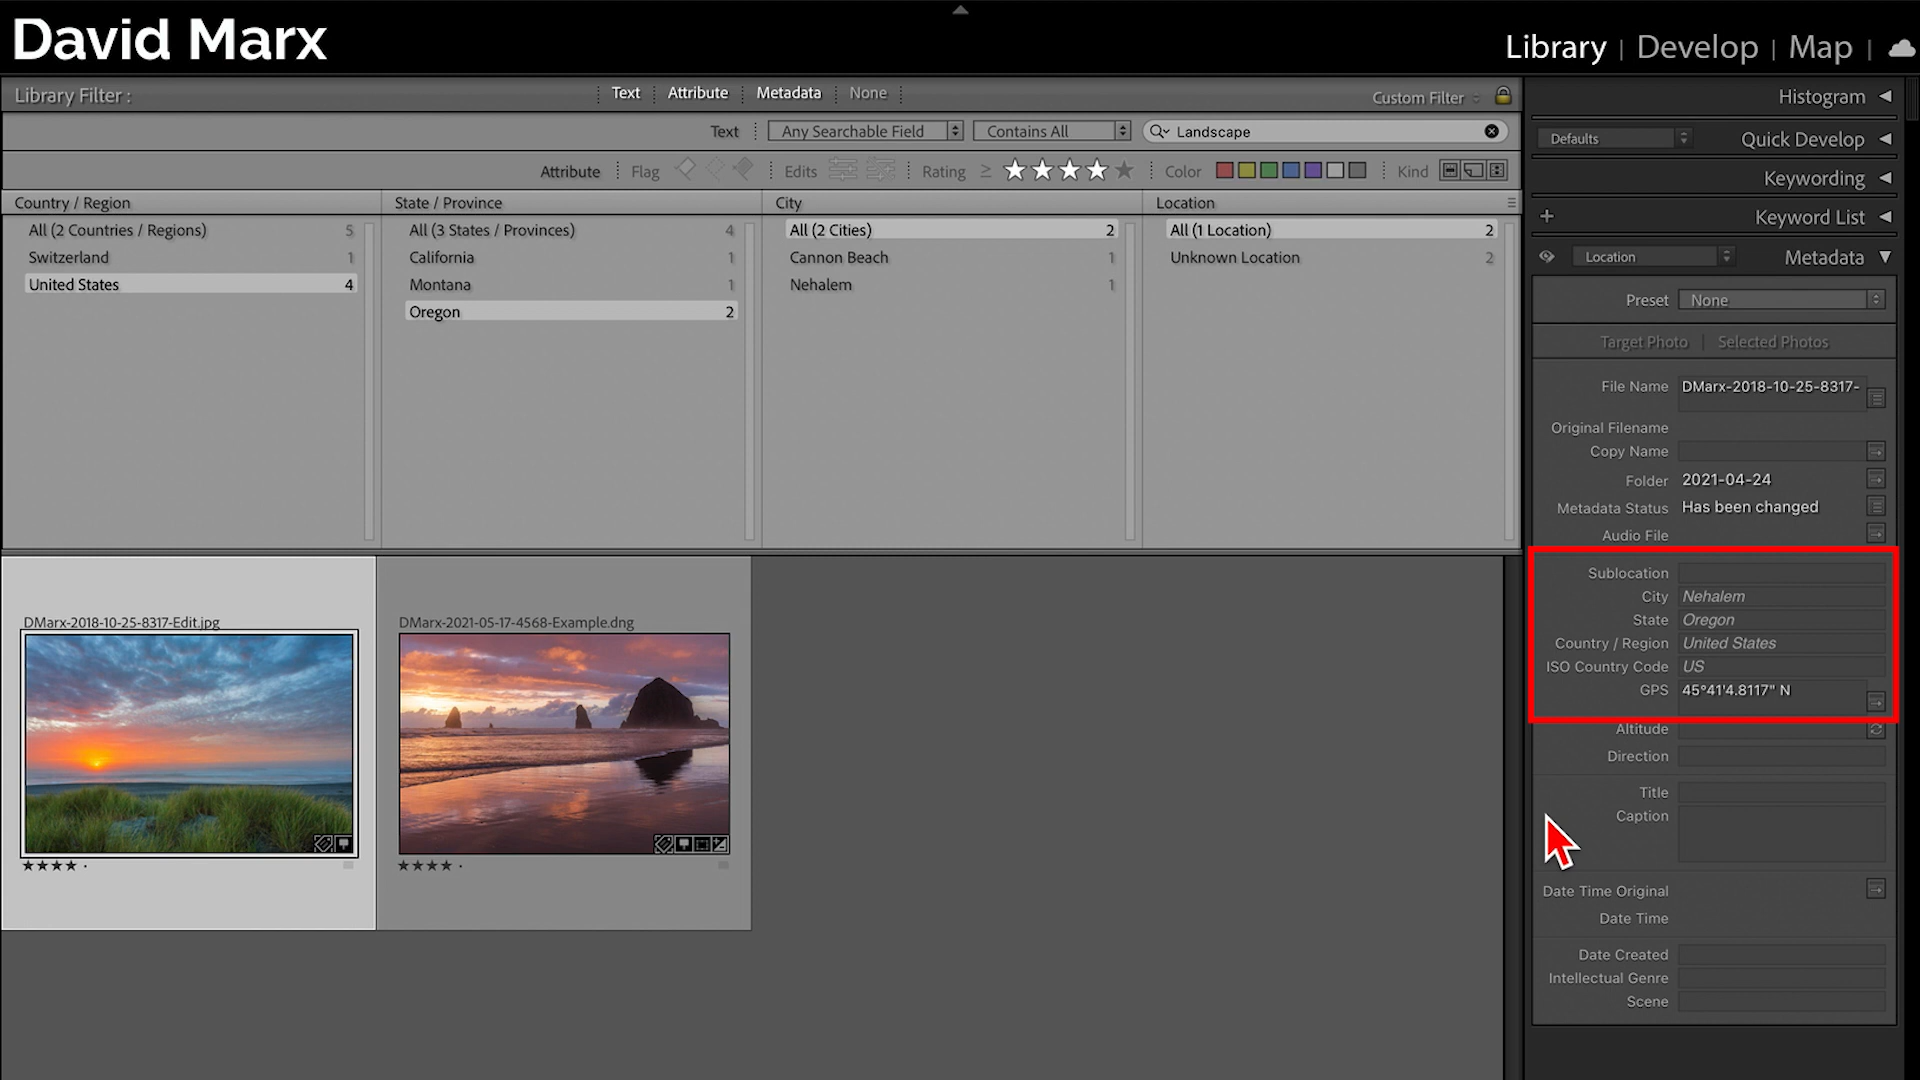 David Marx
Library | Develop | Map |
Library Filter :
Text
Attribute
Metadata
None
Custom Filter
Text
Any Searchable Field
Contains All
Landscape
Attribute
Flag
Edits
Rating ≥
Color
Kind
Country / Region
All (2 Countries / Regions) 5
Switzerland 1
United States 4
State / Province
All (3 States / Provinces) 4
California 1
Montana 1
Oregon 2
City
All (2 Cities) 2
Cannon Beach 1
Nehalem 1
Location
All (1 Location) 2
Unknown Location 2
DMarx-2018-10-25-8317-Edit.jpg
DMarx-2021-05-17-4568-Example.dng
Histogram
Defaults
Quick Develop
Keywording
Keyword List
Location
Metadata
Preset None
Target Photo | Selected Photos
File Name DMarx-2018-10-25-8317-
Original Filename
Copy Name
Folder 2021-04-24
Metadata Status Has been changed
Audio File
Sublocation
City Nehalem
State Oregon
Country / Region United States
ISO Country Code US
GPS 45°41'4.8117" N
Altitude
Direction
Title
Caption
Date Time Original
Date Time
Date Created
Intellectual Genre
Scene